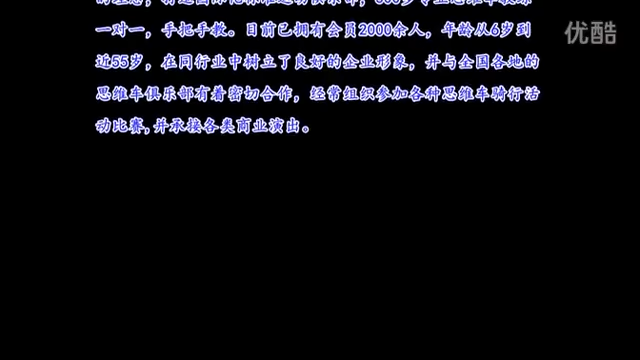 一对一，手把手教。目前已拥有会员2000余人，年龄从6岁到
优酷
近55岁，在同行业中树立了良好的企业形象，并与全国各地的
思维车俱乐部有着密切合作，经常组织参加各种思维车骑行活
动比赛,并承接各类商业演出。